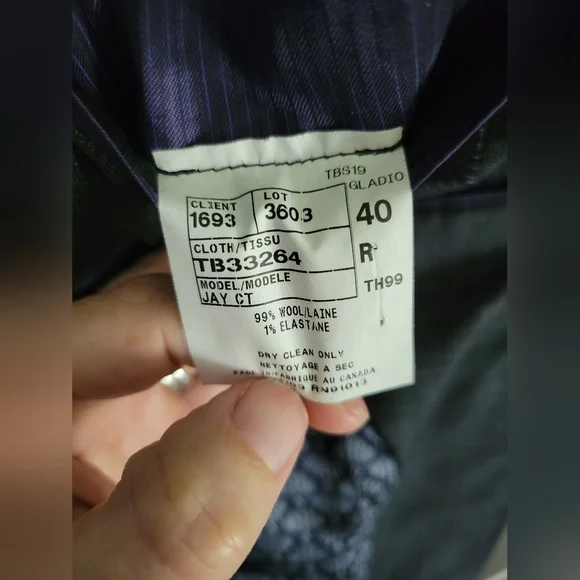 TBS19
GLADIO
CLIENT
1693
LOT
3603
40
CLOTH/TISSU
TB33264
R
MODEL/MODELE
JAY CT
TH99
99% WOOL/LAINE
1% ELASTANE
DRY CLEAN ONLY
NETTOYAGE A SEC
FABRIQUE AU CANADA
RN01013